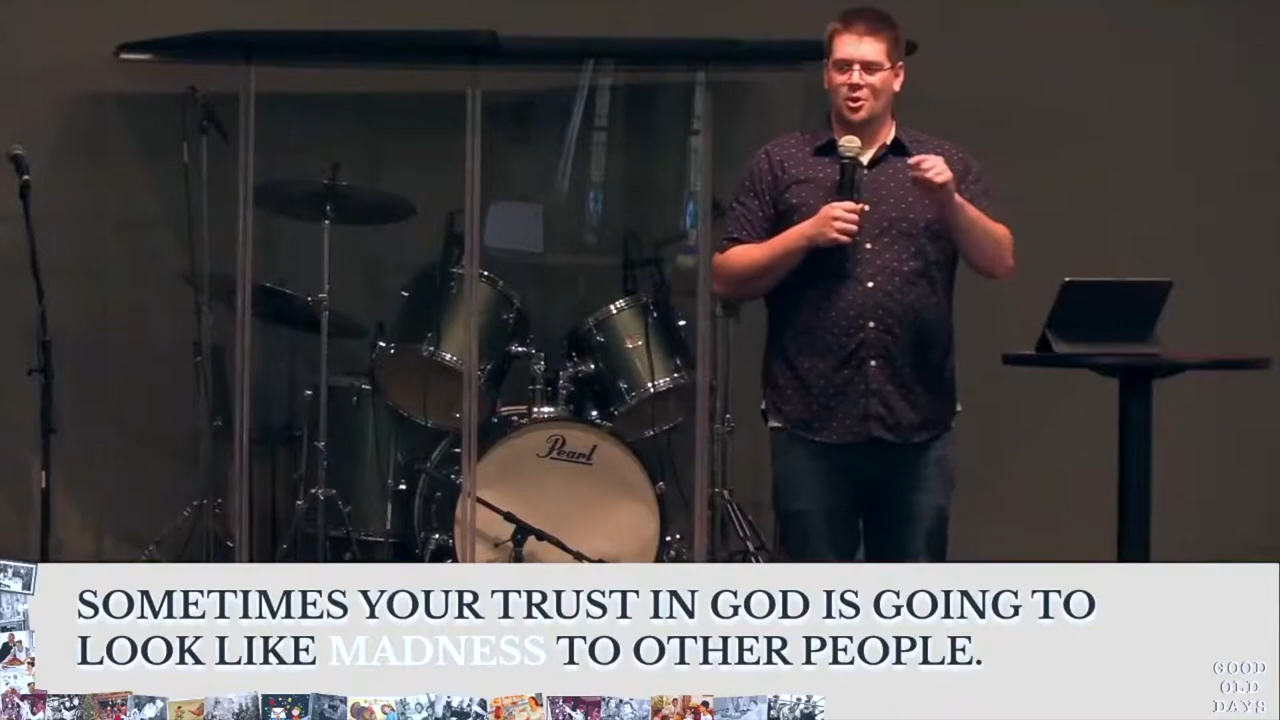 Pearl
SOMETIMES YOUR TRUST IN GOD IS GOING TO
LOOK LIKE MADNESS TO OTHER PEOPLE.
GOOD
OLD
DAYS